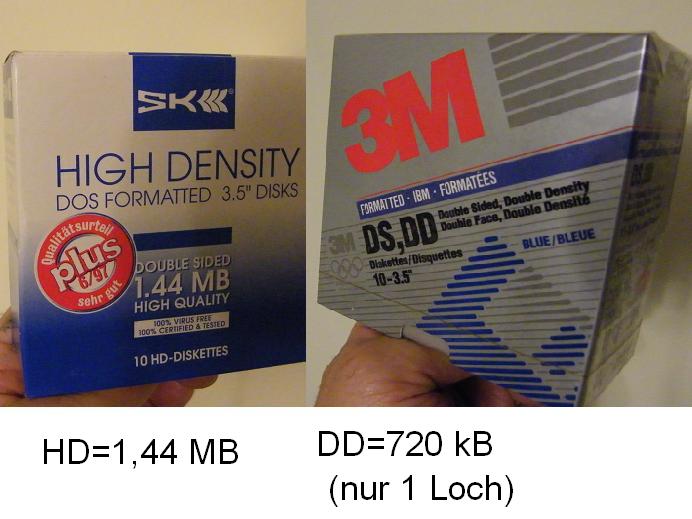 SK
®
HIGH DENSITY
DOS FORMATTED 3.5" DISKS
Qualitätsurteil
plus
6/97
sehr gut
DOUBLE SIDED
1.44 MB
HIGH QUALITY
100% VIRUS FREE
100% CERTIFIED & TESTED
10 HD-DISKETTES
3M
FORMATTED · IBM · FORMATÉES
3M
DS,DD
Double Sided, Double Density
Double Face, Double Densité
Diskettes/Disquettes
10-3.5"
BLUE/BLEUE
HD=1,44 MB
DD=720 kB
(nur 1 Loch)